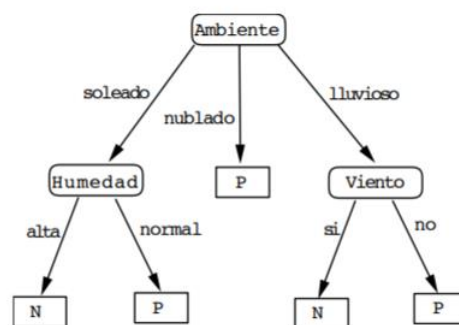 Ambiente
soleado
nublado
lluvioso
Humedad
P
Viento
alta
normal
si
no
N
P
N
P